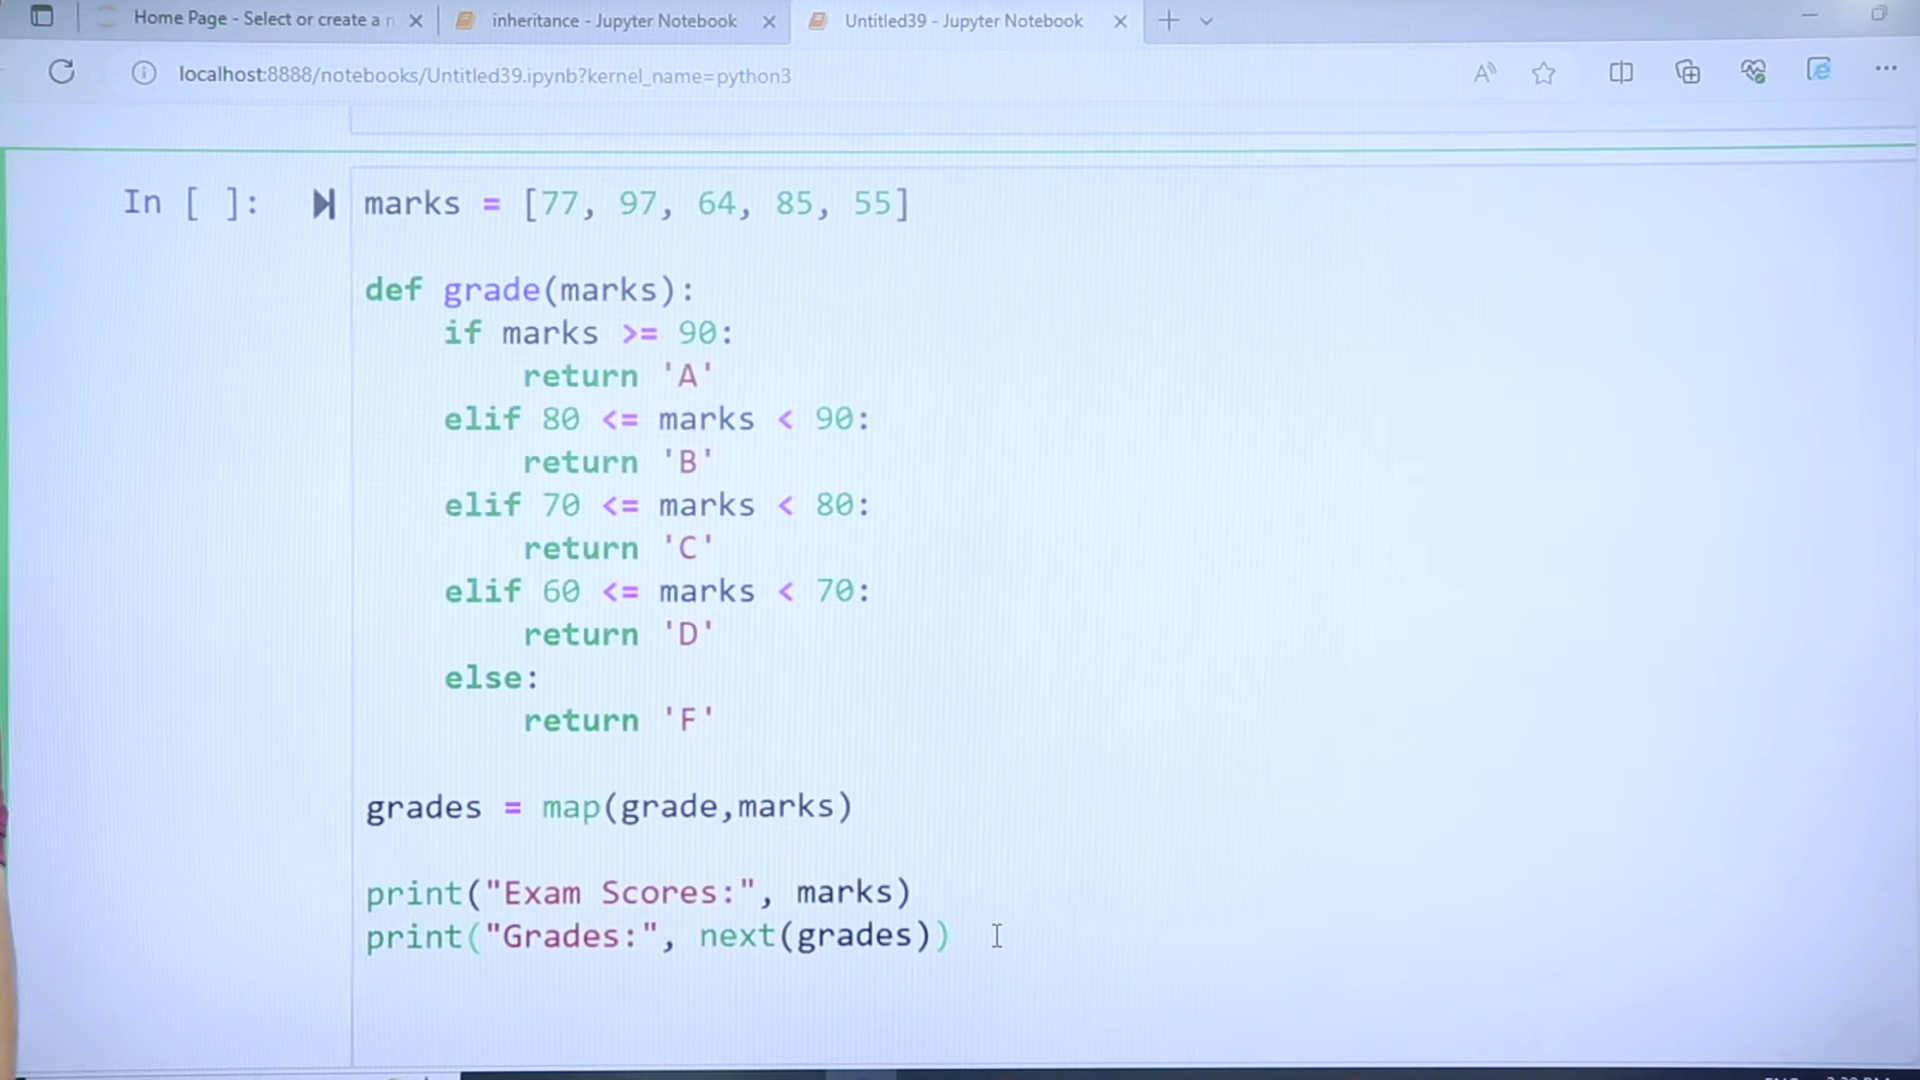 Home Page - Select or create a n
inheritance - Jupyter Notebook
Untitled39 - Jupyter Notebook
localhost:8888/notebooks/Untitled39.ipynb?kernel_name=python3
In [ ]:
marks = [77, 97, 64, 85, 55]
def grade(marks):
if marks >= 90:
return 'A'
elif 80 <= marks < 90:
return 'B'
elif 70 <= marks < 80:
return 'C'
elif 60 <= marks < 70:
return 'D'
else:
return 'F'
grades = map(grade,marks)
print("Exam Scores:", marks)
print("Grades:", next(grades))